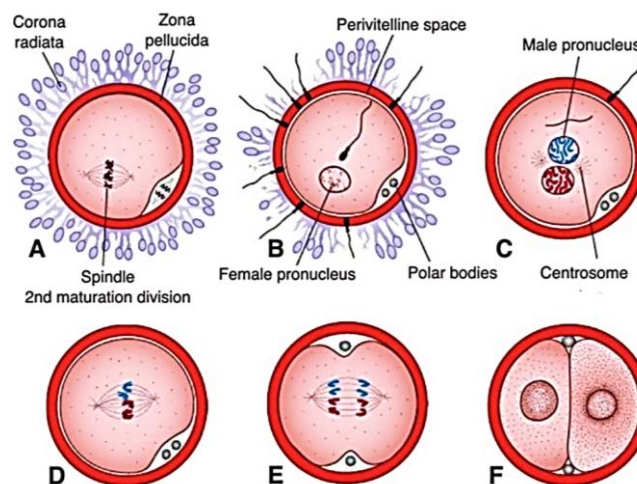 Corona
radiata
Zona
pellucida
Perivitelline space
Male pronucleus
A
B
C
Spindle
2nd maturation division
Female pronucleus
Polar bodies
Centrosome
D
E
F